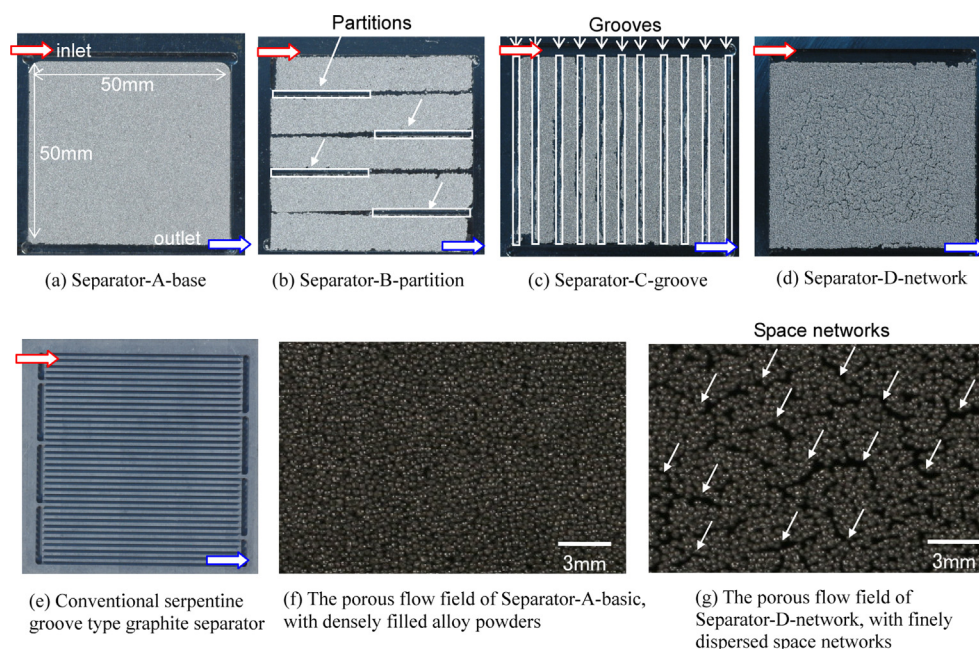 Partitions
Grooves
inlet
50mm
50mm
outlet
(a) Separator-A-base
(b) Separator-B-partition
(c) Separator-C-groove
(d) Separator-D-network
Space networks
3mm
3mm
(e) Conventional serpentine
groove type graphite separator
(f) The porous flow field of Separator-A-basic,
with densely filled alloy powders
(g) The porous flow field of
Separator-D-network, with finely
dispersed space networks